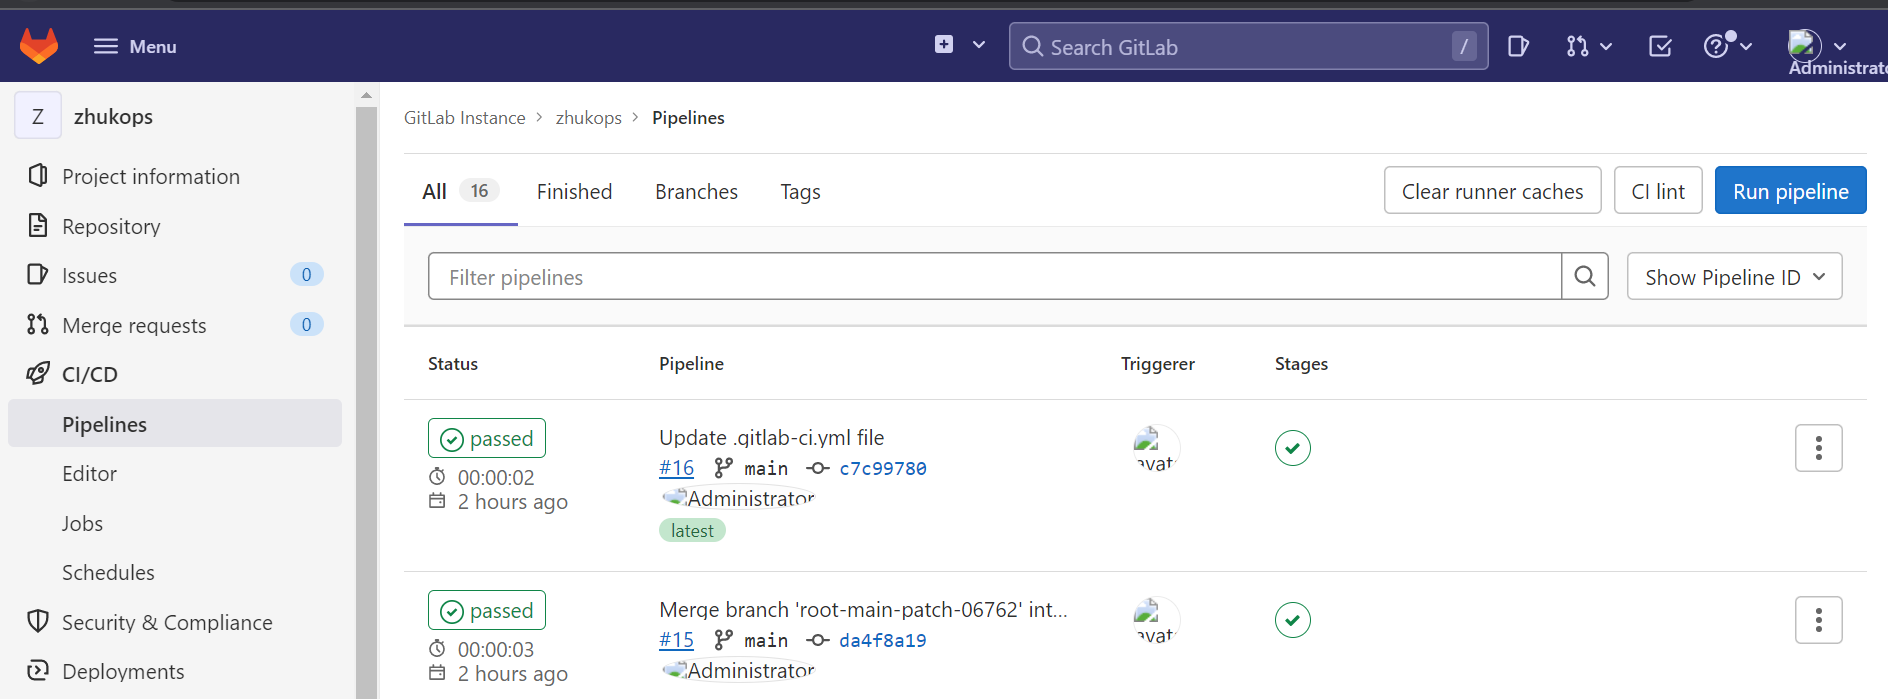 Menu
Search GitLab
/
Administrato
Z zhukops
Project information
Repository
Issues 0
Merge requests 0
CI/CD
Pipelines
Editor
Jobs
Schedules
Security & Compliance
Deployments
GitLab Instance > zhukops > Pipelines
All 16 Finished Branches Tags
Clear runner caches CI lint Run pipeline
Filter pipelines
Show Pipeline ID
Status Pipeline Triggerer Stages
passed
00:00:02
2 hours ago
Update .gitlab-ci.yml file
#16 main c7c99780
Administrator
latest
avat
passed
00:00:03
2 hours ago
Merge branch 'root-main-patch-06762' int...
#15 main da4f8a19
Administrator
avat